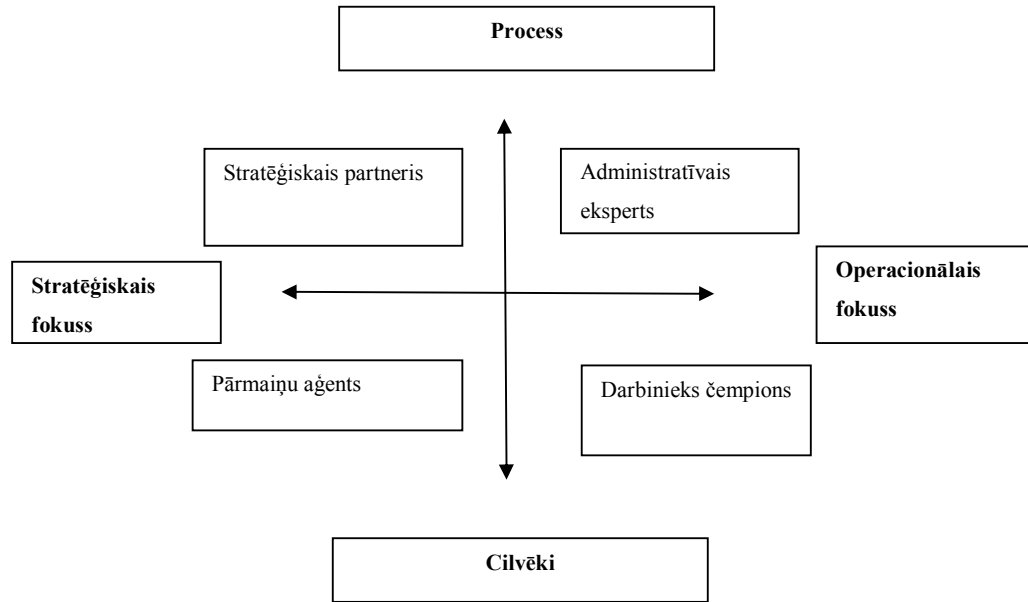 Process
Stratēģiskais partneris
Administratīvais
eksperts
Stratēģiskais
fokuss
Operacionālais
fokuss
Pārmaiņu aģents
Darbinieks čempions
Cilvēki